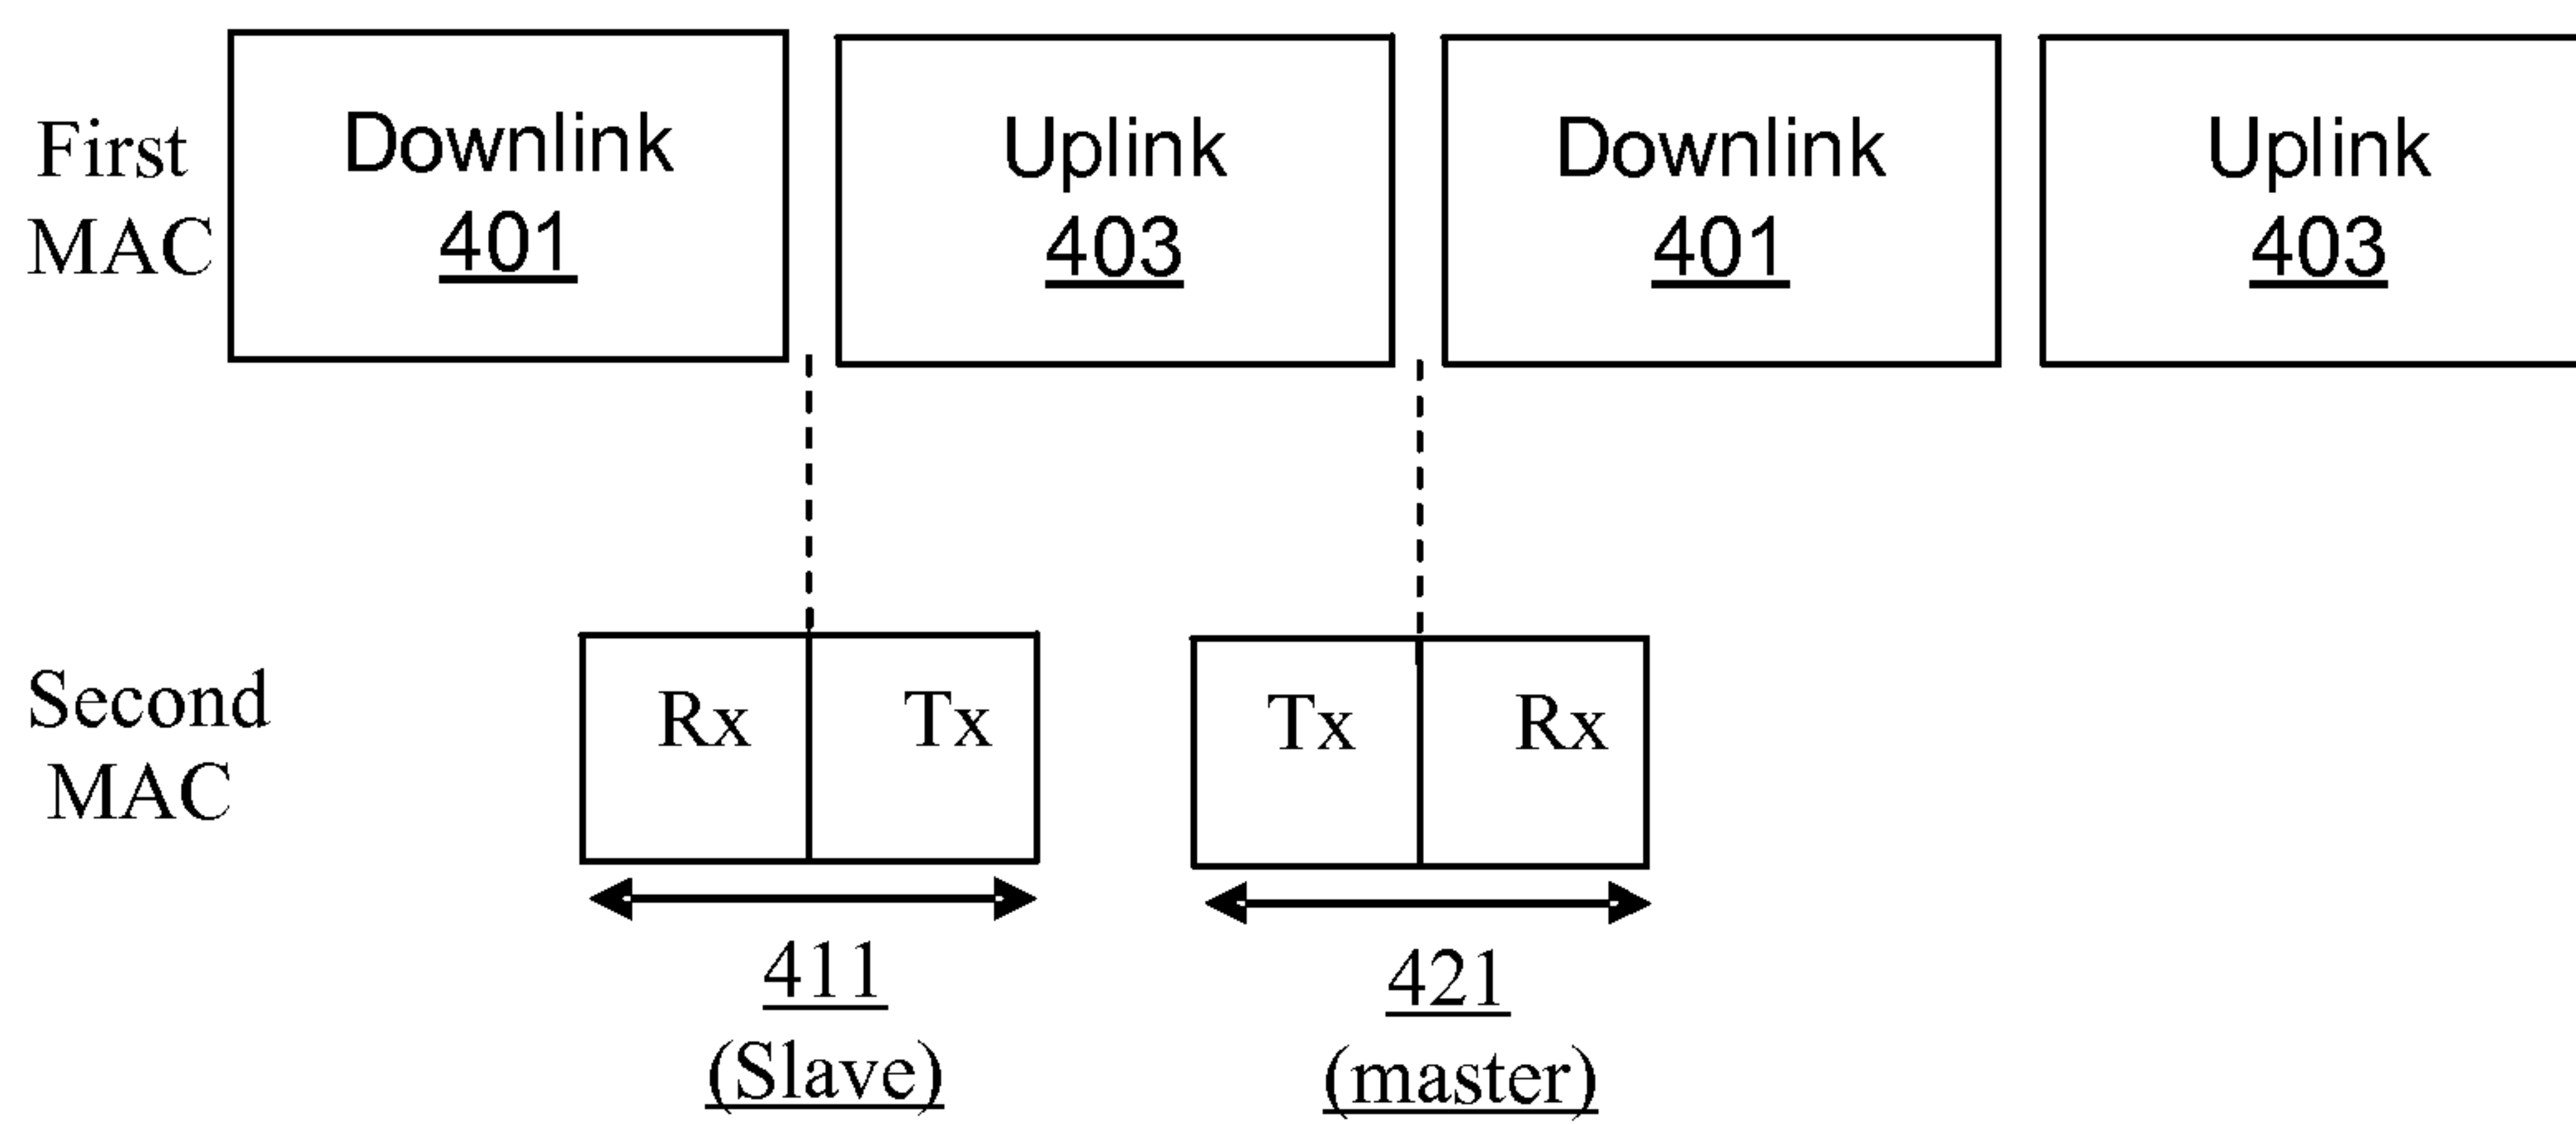 First
MAC
Downlink
401
Uplink
403
Downlink
401
Uplink
403
Second
MAC
Rx
Tx
Tx
Rx
411
(Slave)
421
(master)